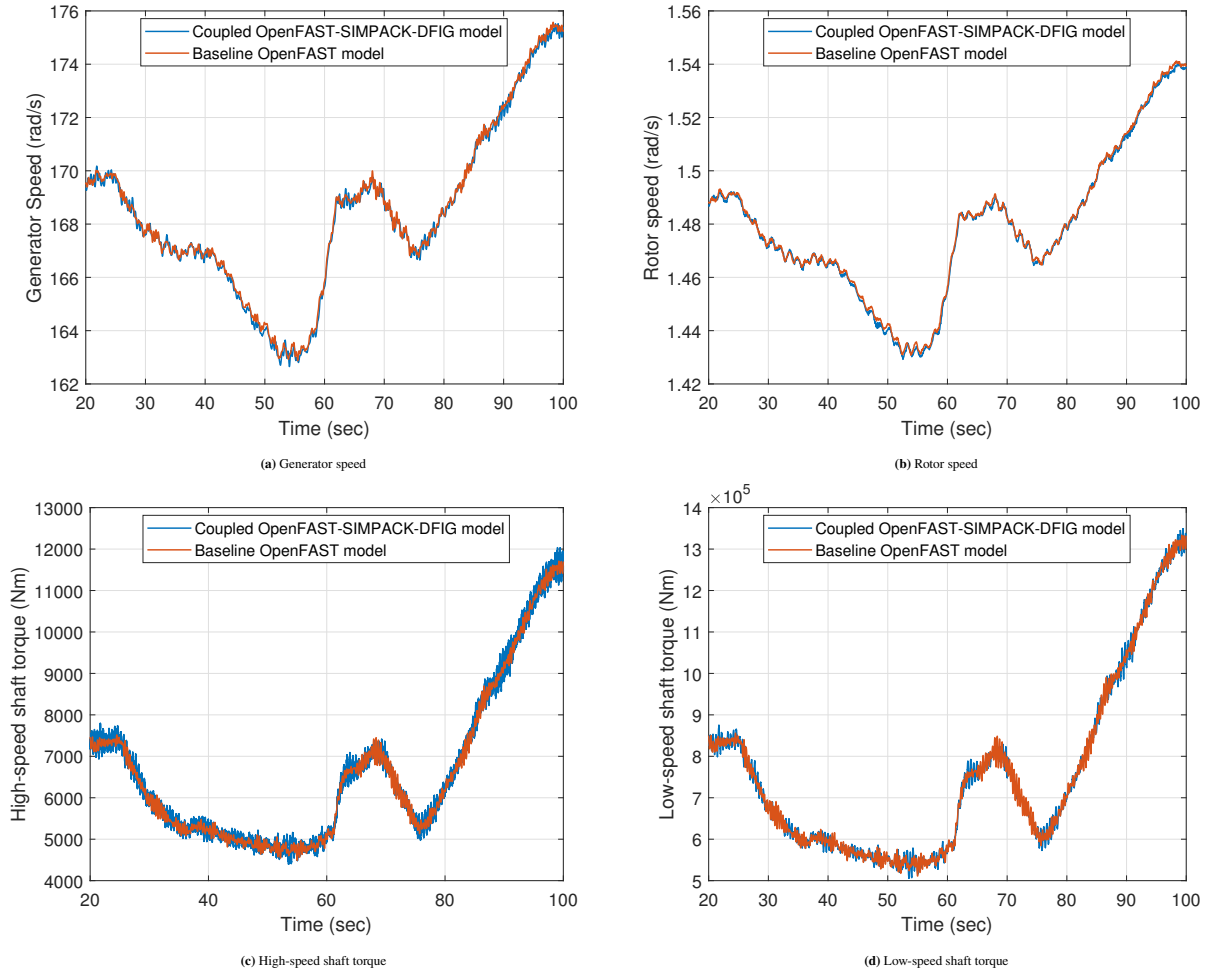 176
174
172
170
168
166
164
162
Generator Speed (rad/s)
Coupled OpenFAST-SIMPACK-DFIG model
Baseline OpenFAST model
20 30 40 50 60 70 80 90 100
Time (sec)
(a) Generator speed
1.56
1.54
1.52
1.5
1.48
1.46
1.44
1.42
Rotor speed (rad/s)
Coupled OpenFAST-SIMPACK-DFIG model
Baseline OpenFAST model
20 30 40 50 60 70 80 90 100
Time (sec)
(b) Rotor speed
13000
12000
11000
10000
9000
8000
7000
6000
5000
4000
High-speed shaft torque (Nm)
Coupled OpenFAST-SIMPACK-DFIG model
Baseline OpenFAST model
20 40 60 80 100
Time (sec)
(c) High-speed shaft torque
×10⁵
14
13
12
11
10
9
8
7
6
5
Low-speed shaft torque (Nm)
Coupled OpenFAST-SIMPACK-DFIG model
Baseline OpenFAST model
20 30 40 50 60 70 80 90 100
Time (sec)
(d) Low-speed shaft torque